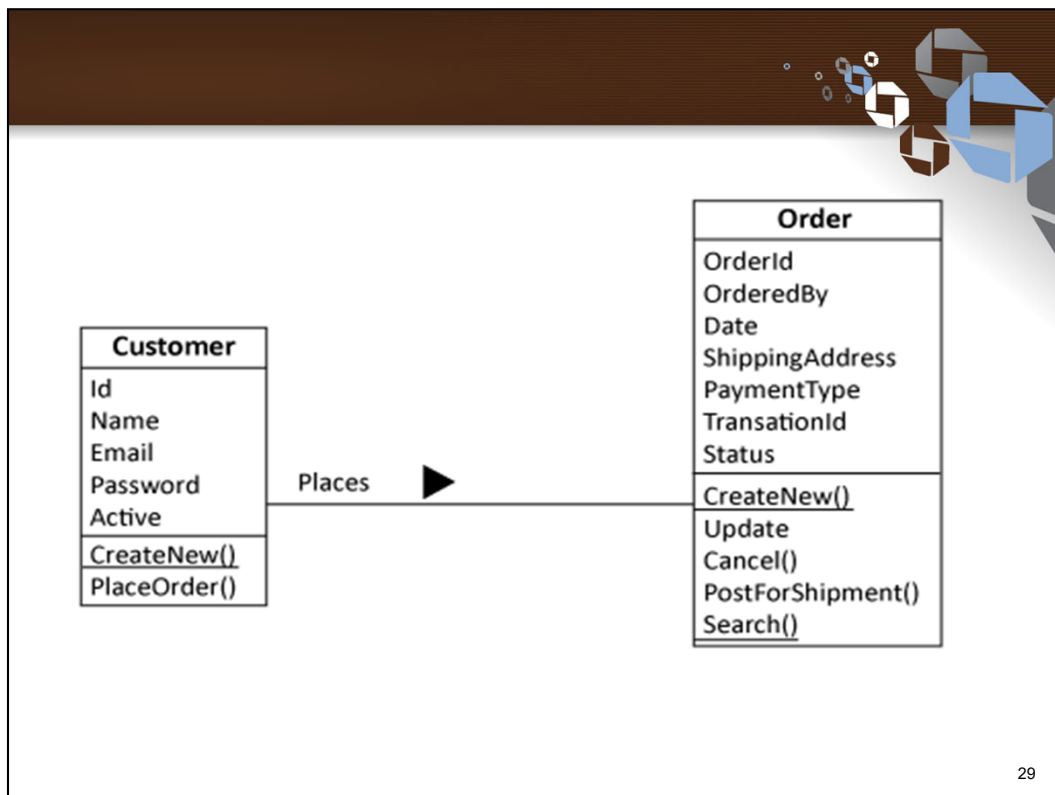 Customer
Id
Name
Email
Password
Active
CreateNew()
PlaceOrder()
Places
Order
OrderId
OrderedBy
Date
ShippingAddress
PaymentType
TransationId
Status
CreateNew()
Update
Cancel()
PostForShipment()
Search()
29